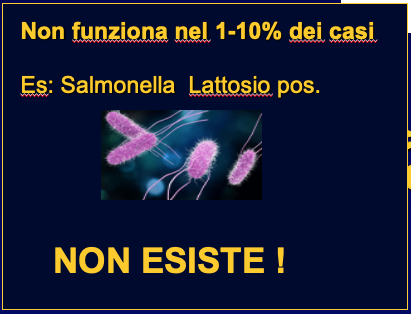 Non funziona nel 1-10% dei casi
Es: Salmonella Lattosio pos.
NON ESISTE !